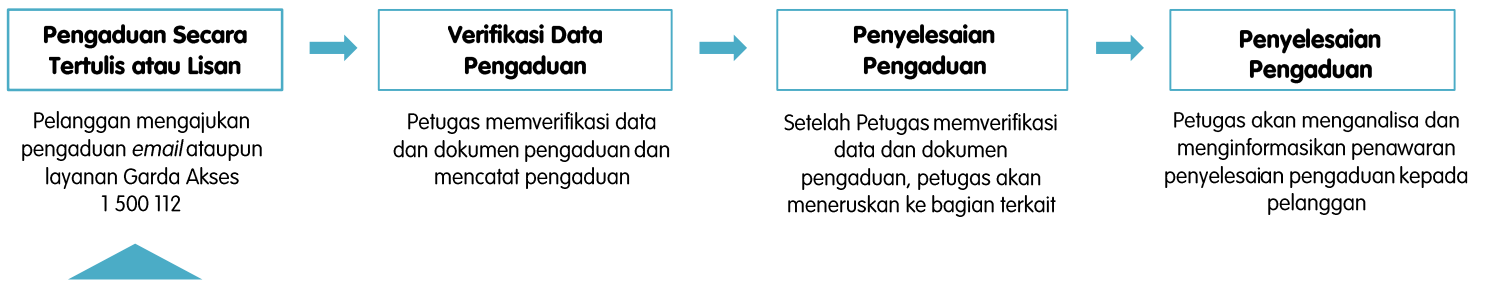 Pengaduan Secara
Tertulis atau Lisan
Pelanggan mengajukan
pengaduan email ataupun
layanan Garda Akses
1 500 112
Verifikasi Data
Pengaduan
Petugas memverifikasi data
dan dokumen pengaduan dan
mencatat pengaduan
Penyelesaian
Pengaduan
Setelah Petugas memverifikasi
data dan dokumen
pengaduan, petugas akan
meneruskan ke bagian terkait
Penyelesaian
Pengaduan
Petugas akan menganalisa dan
menginformasikan penawaran
penyelesaian pengaduan kepada
pelanggan